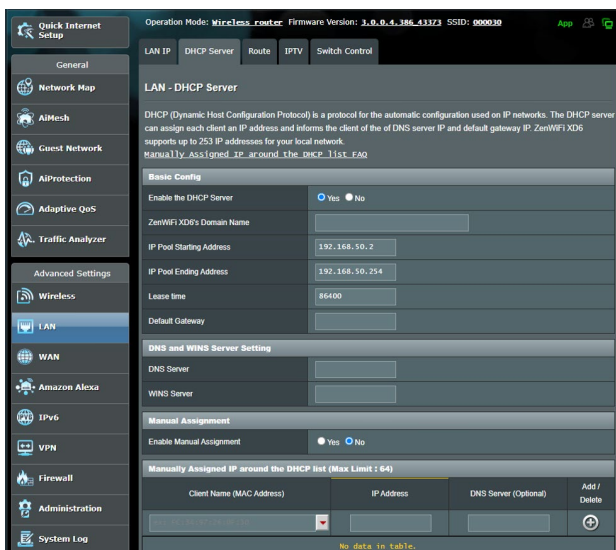 Quick Internet
Setup
Operation Mode: Wireless router Firmware Version: 3.0.0.4.386_43373 SSID: 000030
App
General
Network Map
AiMesh
Guest Network
AiProtection
Adaptive QoS
Traffic Analyzer
Advanced Settings
Wireless
LAN
WAN
Amazon Alexa
IPv6
VPN
Firewall
Administration
System Log
LAN IP
DHCP Server
Route
IPTV
Switch Control
LAN - DHCP Server
DHCP (Dynamic Host Configuration Protocol) is a protocol for the automatic configuration used on IP networks. The DHCP server
can assign each client an IP address and informs the client of the of DNS server IP and default gateway IP. ZenWiFi XD6
supports up to 253 IP addresses for your local network.
Manually Assigned IP around the DHCP list FAQ
Basic Config
Enable the DHCP Server Yes No
ZenWiFi XD6's Domain Name
IP Pool Starting Address 192.168.50.2
IP Pool Ending Address 192.168.50.254
Lease time 86400
Default Gateway
DNS and WINS Server Setting
DNS Server
WINS Server
Manual Assignment
Enable Manual Assignment Yes No
Manually Assigned IP around the DHCP list (Max Limit : 64)
Client Name (MAC Address) IP Address DNS Server (Optional) Add /
Delete
No data in table.